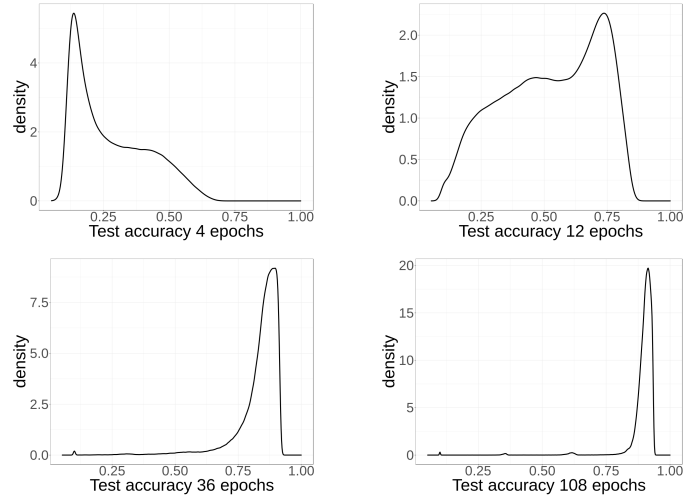 density
4
2
0
0.25 0.50 0.75 1.00
Test accuracy 4 epochs
density
2.0
1.5
1.0
0.5
0.0
0.25 0.50 0.75 1.00
Test accuracy 12 epochs
density
7.5
5.0
2.5
0.0
0.25 0.50 0.75 1.00
Test accuracy 36 epochs
density
20
15
10
5
0
0.25 0.50 0.75 1.00
Test accuracy 108 epochs